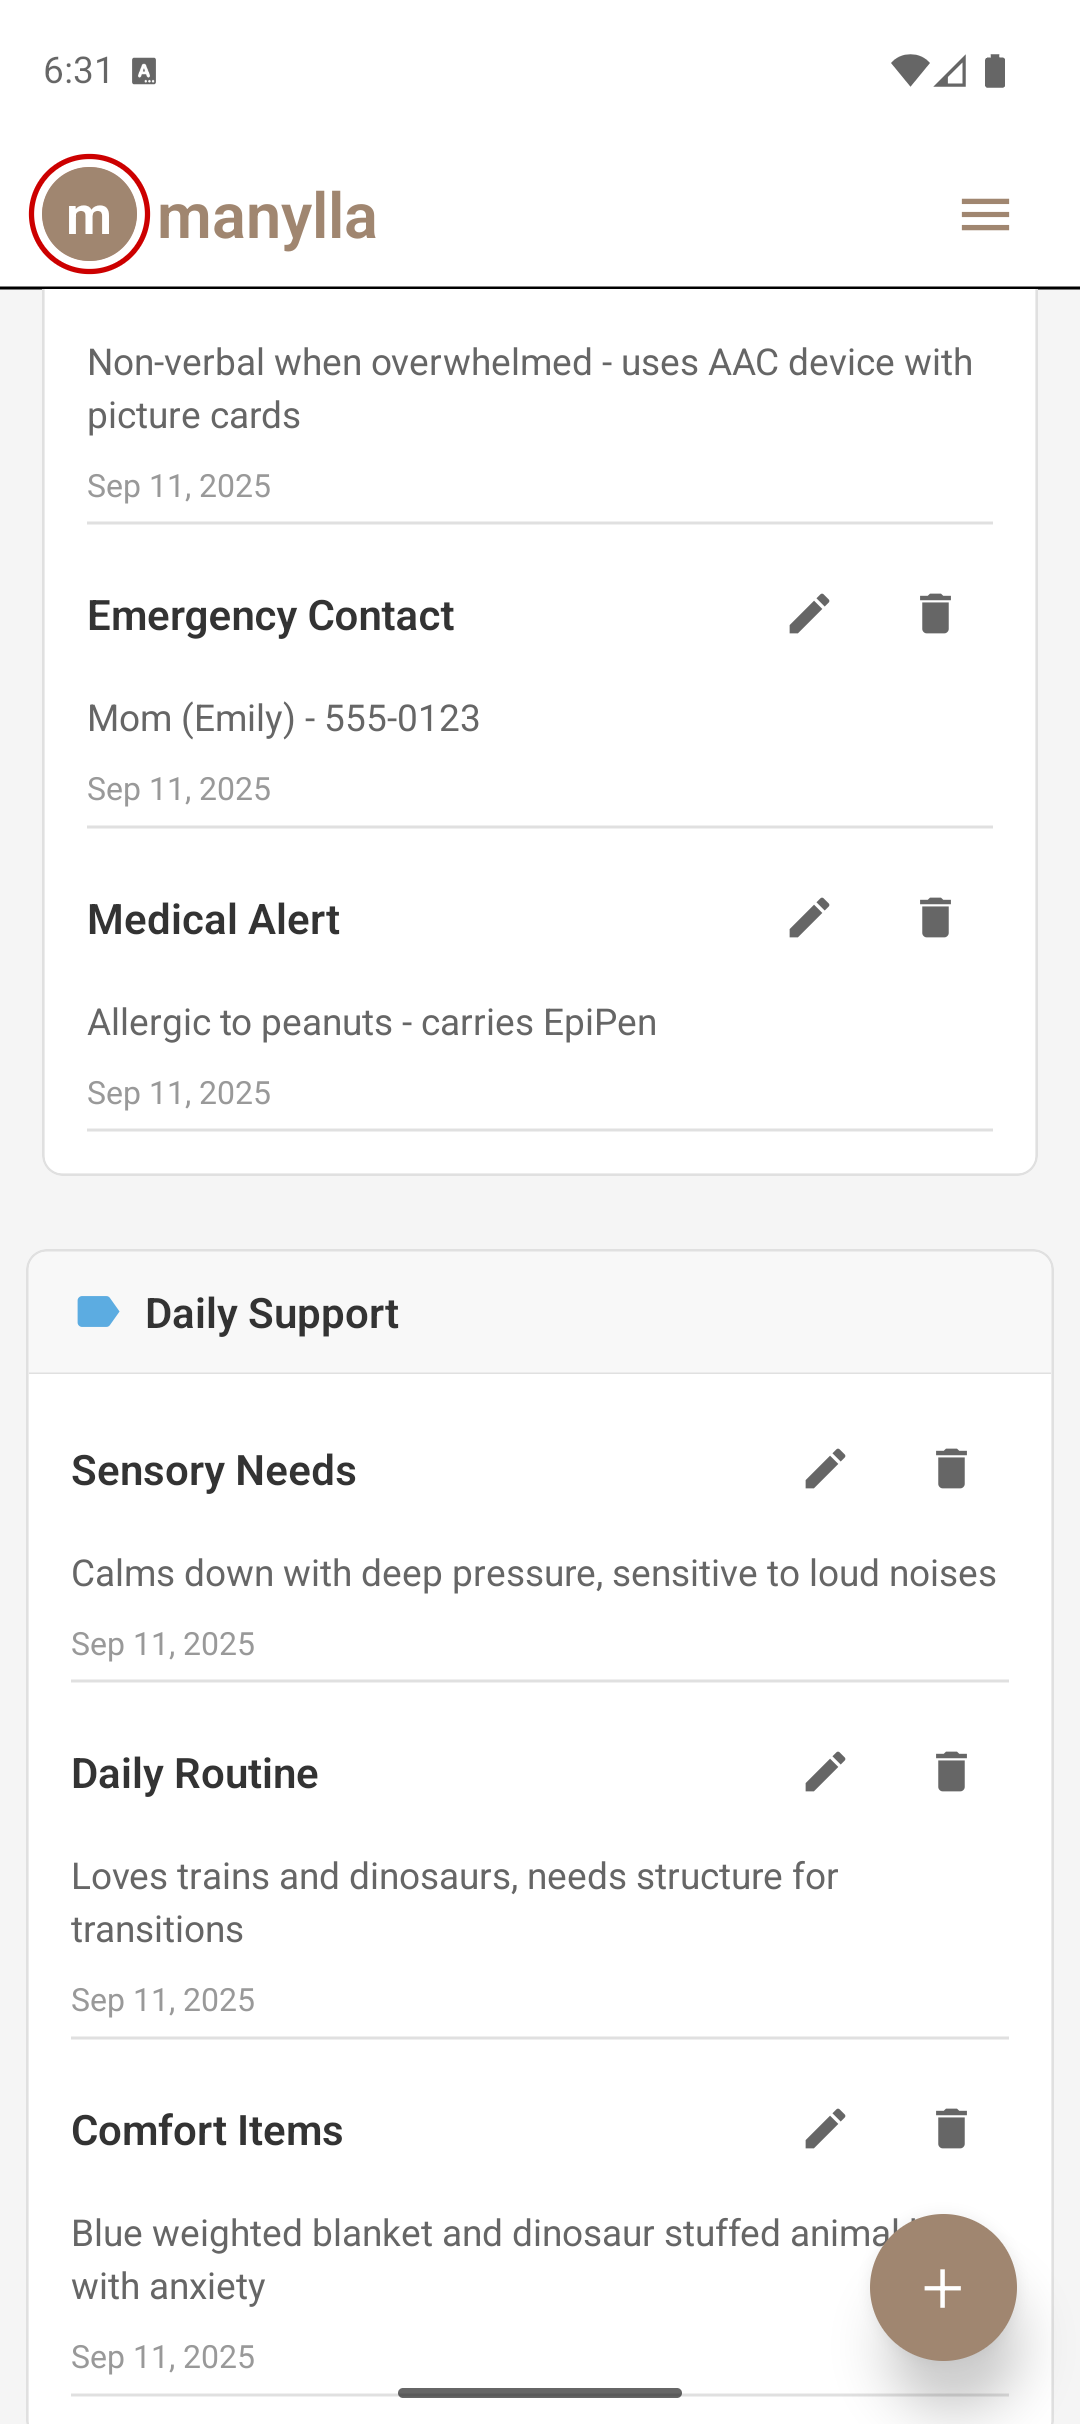 6:31
m manylla
Non-verbal when overwhelmed - uses AAC device with
picture cards
Sep 11, 2025
Emergency Contact
Mom (Emily) - 555-0123
Sep 11, 2025
Medical Alert
Allergic to peanuts - carries EpiPen
Sep 11, 2025
Daily Support
Sensory Needs
Calms down with deep pressure, sensitive to loud noises
Sep 11, 2025
Daily Routine
Loves trains and dinosaurs, needs structure for
transitions
Sep 11, 2025
Comfort Items
Blue weighted blanket and dinosaur stuffed animal
with anxiety
Sep 11, 2025